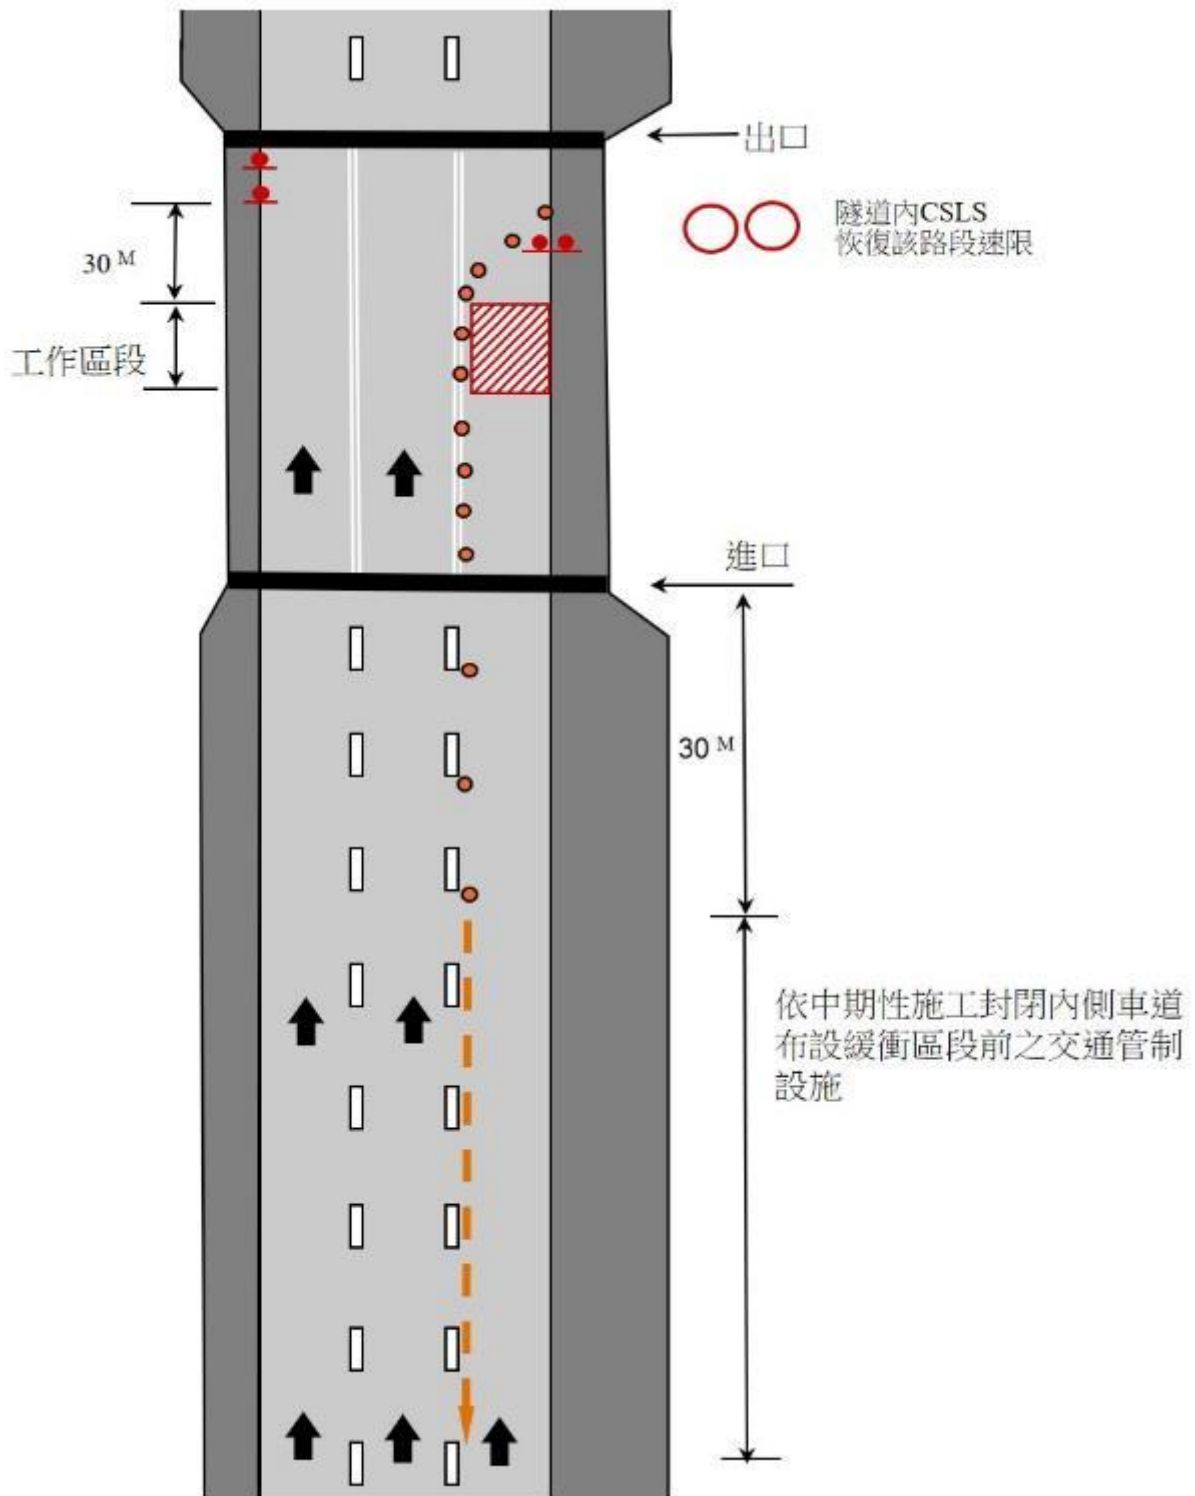 出口
隧道內CSLS
恢復該路段速限
30 M
工作區段
進口
30 M
依中期性施工封閉內側車道
布設緩衝區段前之交通管制
設施